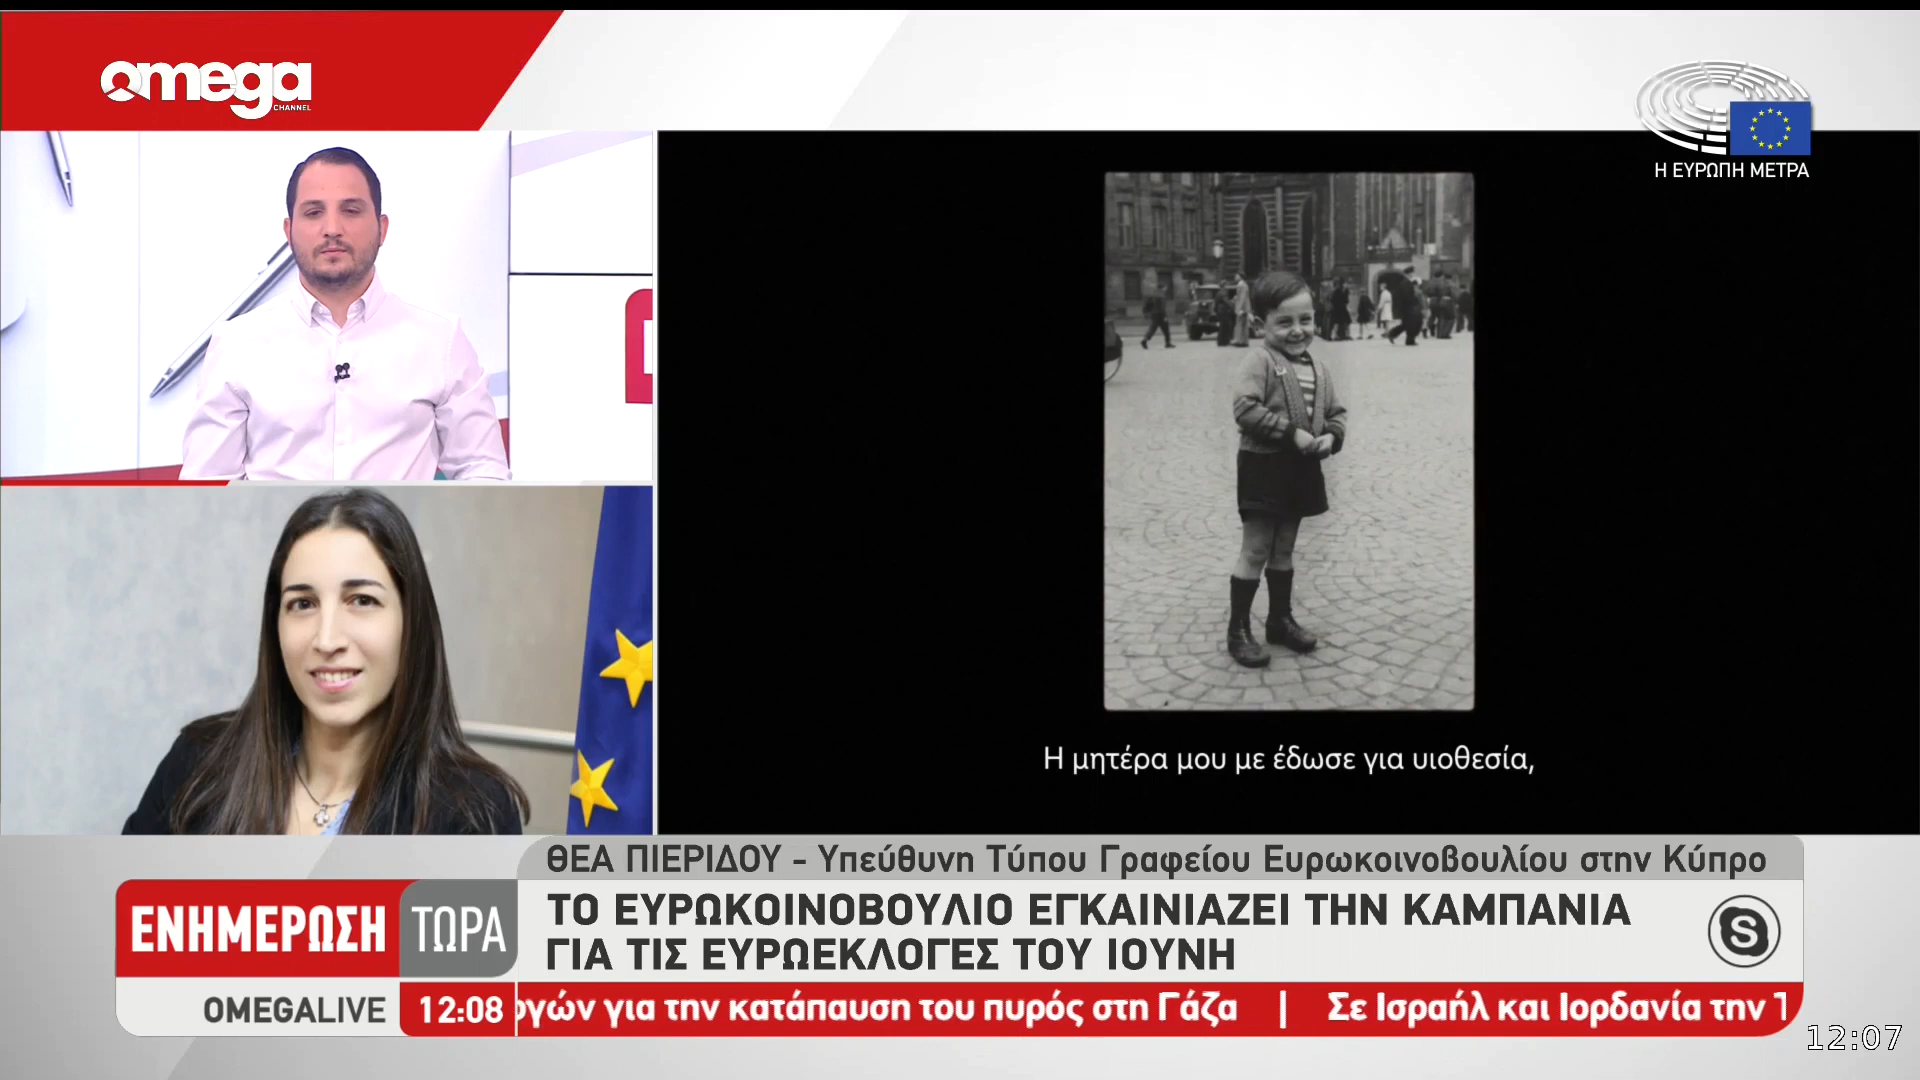 omega
CHANNEL
Η ΕΥΡΩΠΗ ΜΕΤΡΑ
Η μητέρα μου με έδωσε για υιοθεσία,
ΘΕΑ ΠΙΕΡΙΔΟΥ - Υπεύθυνη Τύπου Γραφείου Ευρωκοινοβουλίου στην Κύπρο
ΕΝΗΜΕΡΩΣΗ ΤΩΡΑ
ΤΟ ΕΥΡΩΚΟΙΝΟΒΟΥΛΙΟ ΕΓΚΑΙΝΙΑΖΕΙ ΤΗΝ ΚΑΜΠΑΝΙΑ
ΓΙΑ ΤΙΣ ΕΥΡΩΕΚΛΟΓΕΣ ΤΟΥ ΙΟΥΝΗ
S
OMEGALIVE
12:08
για την κατάπαυση του πυρός στη Γάζα | Σε Ισραήλ και Ιορδανία την
12:07